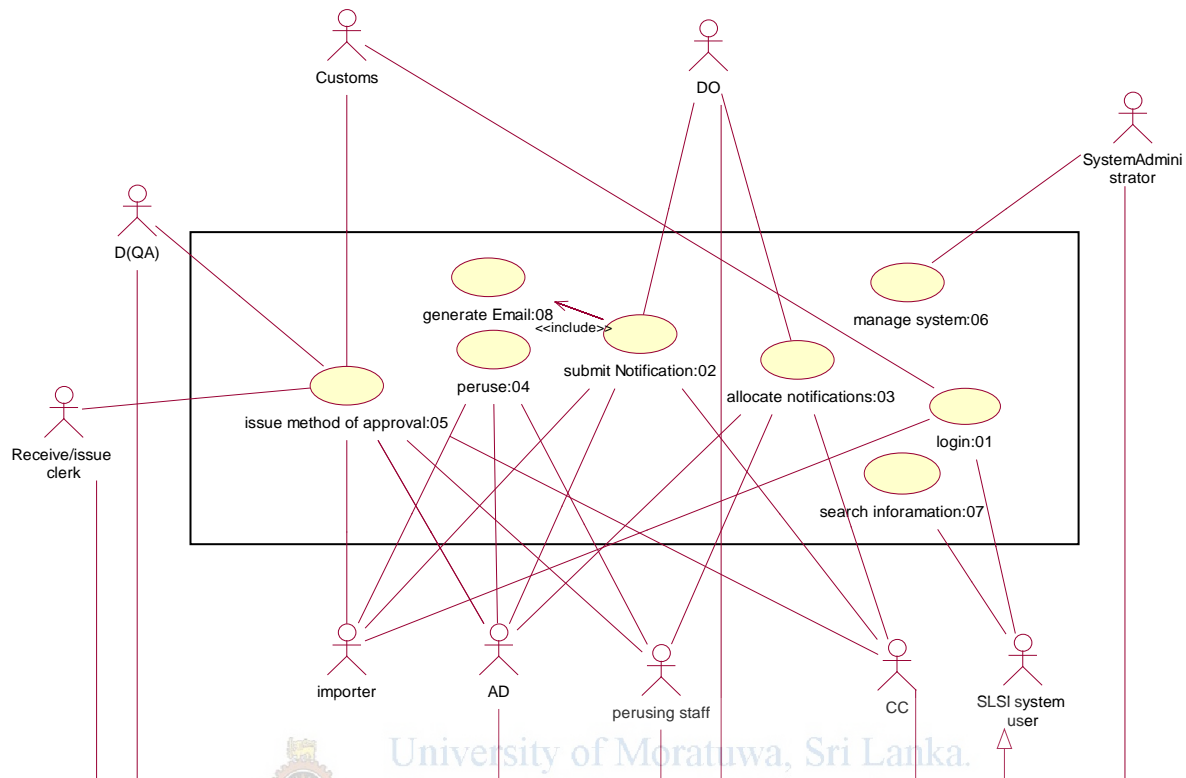 Customs
DO
SystemAdmini
strator
D(QA)
generate Email:08
<<include>>
manage system:06
peruse:04
submit Notification:02
allocate notifications:03
issue method of approval:05
login:01
Receive/issue
clerk
search inforamation:07
importer
AD
perusing staff
CC
SLSI system
user
University of Moratuwa, Sri Lanka.